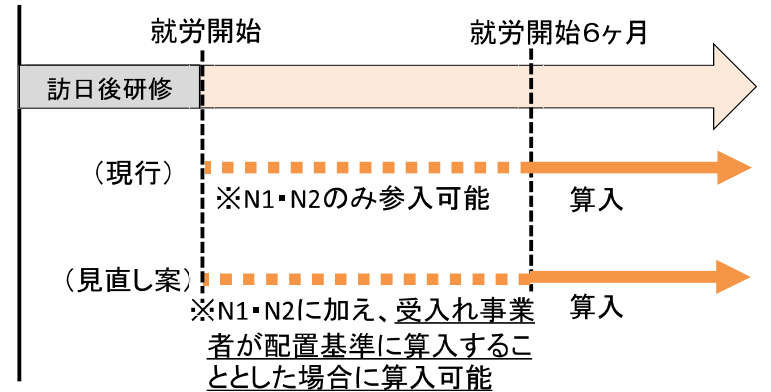 就労開始
就労開始6ヶ月
訪日後研修
（現行）
※N1・N2のみ参入可能
算入
（見直し案）
※N1・N2に加え、受入れ事業
者が配置基準に算入するこ
ととした場合に算入可能
算入